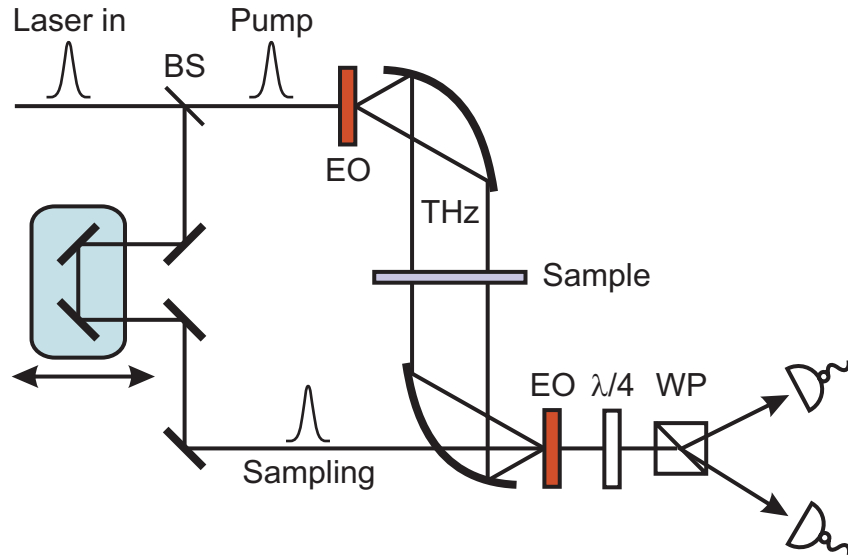 Laser in
Pump
BS
EO
THz
Sample
EO
λ/4
WP
Sampling